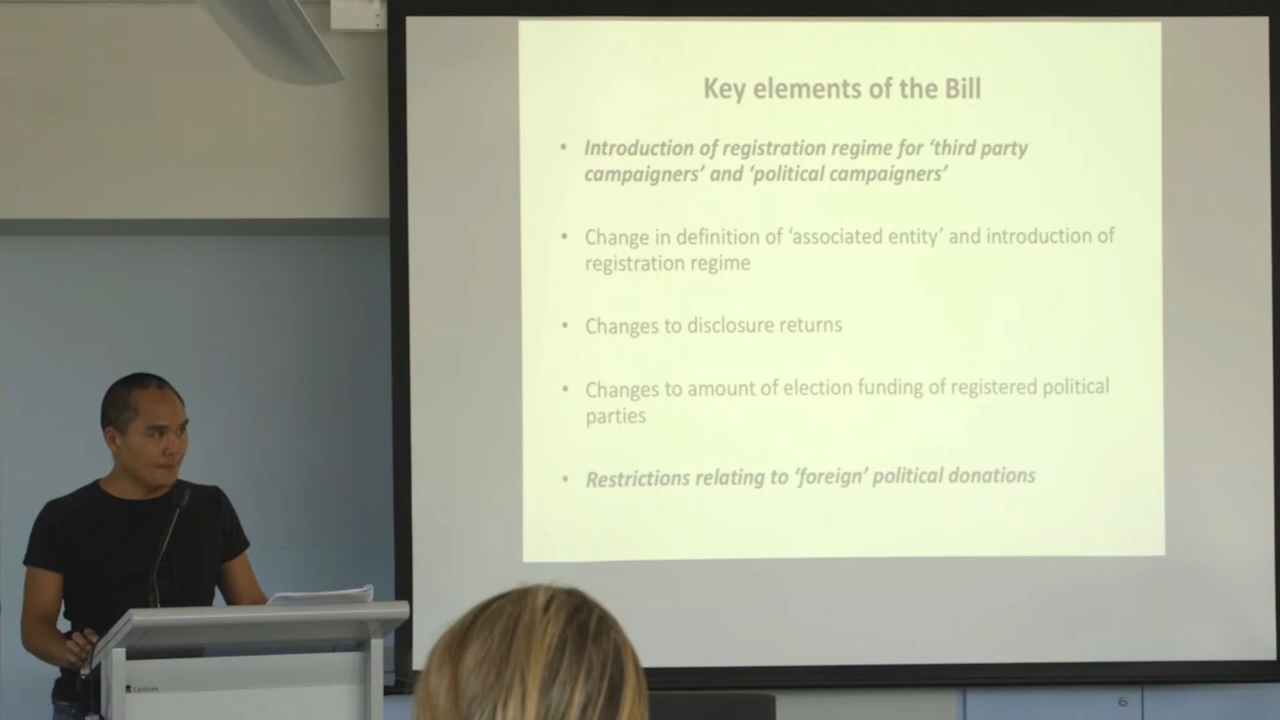 Key elements of the Bill
• Introduction of registration regime for ‘third party
campaigners’ and ‘political campaigners’
• Change in definition of ‘associated entity’ and introduction of
registration regime
• Changes to disclosure returns
• Changes to amount of election funding of registered political
parties
• Restrictions relating to ‘foreign’ political donations